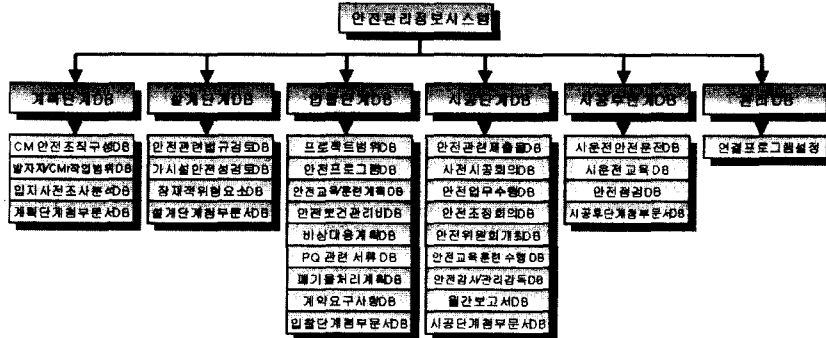 안전관리정보시스템
계획단계DB
설계단계DB
입찰단계DB
시공단계DB
시공후단계DB
관리DB
CM안전조직구성DB
발자자/CMr작업범위DB
입지사전조사분석DB
계획단계첨부문서DB
안전관련법규검토DB
가시설안전성검토DB
잠재적위험요소DB
설계단계첨부문서DB
프로젝트범위DB
안전프로그램DB
안전교육/훈련계획DB
안전보건관리비DB
비상대응계획DB
PQ 관련 서류 DB
폐기물처리계획DB
계약요구사항DB
입찰단계첨부문서DB
안전관련제출물DB
사전시공회의DB
안전업무수행DB
안전조정회의DB
안전위원회개최DB
안전교육훈련 수행 DB
안전감사/관리감독DB
월간보고서DB
시공단계첨부문서DB
시운전안전운전DB
시운전교육 DB
안전점검DB
시공후단계첨부문서DB
연결프로그램설정